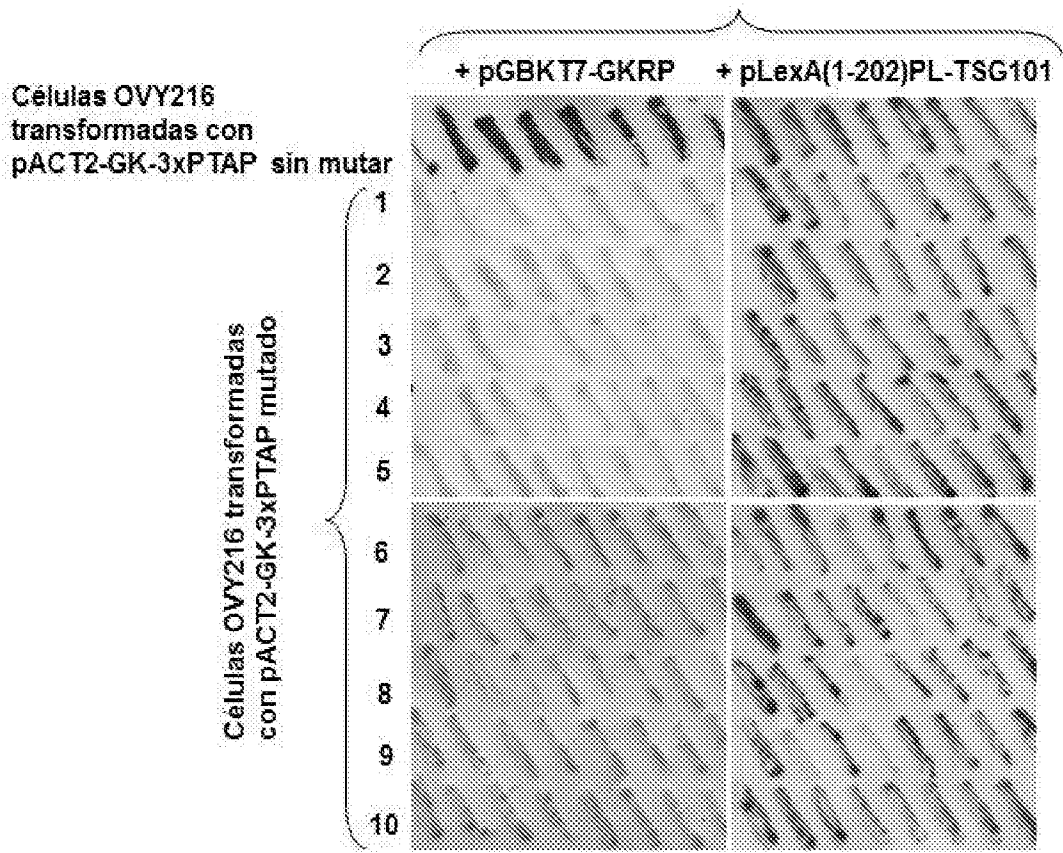 + pGBKT7-GKRP + pLexA(1-202)PL-TSG101
Células OVY216
transformadas con
pACT2-GK-3xPTAP sin mutar
1
2
3
4
5
6
7
8
9
10
Células OVY216 transformadas
con pACT2-GK-3xPTAP mutado